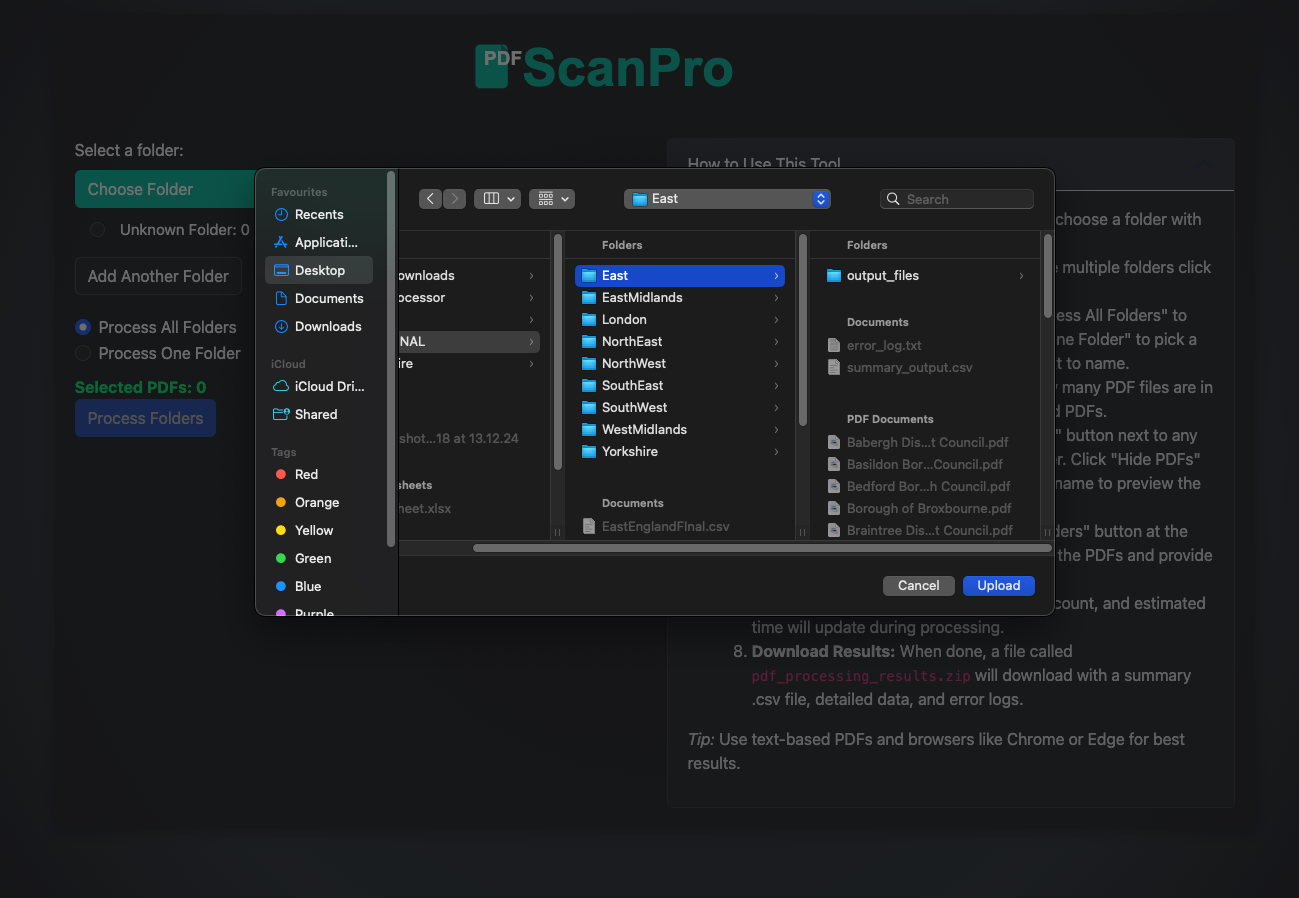 PDF ScanPro
Select a folder:
Choose Folder
Unknown Folder: 0
Add Another Folder
Process All Folders
Process One Folder
Selected PDFs: 0
Process Folders
Favourites
Recents
Applicati...
Desktop
Documents
Downloads
iCloud
iCloud Dri...
Shared
Tags
Red
Orange
Yellow
Green
Blue
Purple
East
Search
ownloads
ocessor
NAL
ire
shot...18 at 13.12.24
sheets
heet.xlsx
Folders
East
EastMidlands
London
NorthEast
NorthWest
SouthEast
SouthWest
WestMidlands
Yorkshire
Documents
EastEnglandFInal.csv
Folders
output_files
Documents
error_log.txt
summary_output.csv
PDF Documents
Babergh Dis...t Council.pdf
Basildon Bor...Council.pdf
Bedford Bor...h Council.pdf
Borough of Broxbourne.pdf
Braintree Dis...t Council.pdf
Cancel
Upload
How to Use This Tool
choose a folder with
multiple folders click
ess All Folders" to
ne Folder" to pick a
t to name.
many PDF files are in
d PDFs.
" button next to any
r. Click "Hide PDFs"
name to preview the
ders" button at the
the PDFs and provide
count, and estimated
time will update during processing.
8. Download Results: When done, a file called
pdf_processing_results.zip will download with a summary
.csv file, detailed data, and error logs.
Tip: Use text-based PDFs and browsers like Chrome or Edge for best
results.